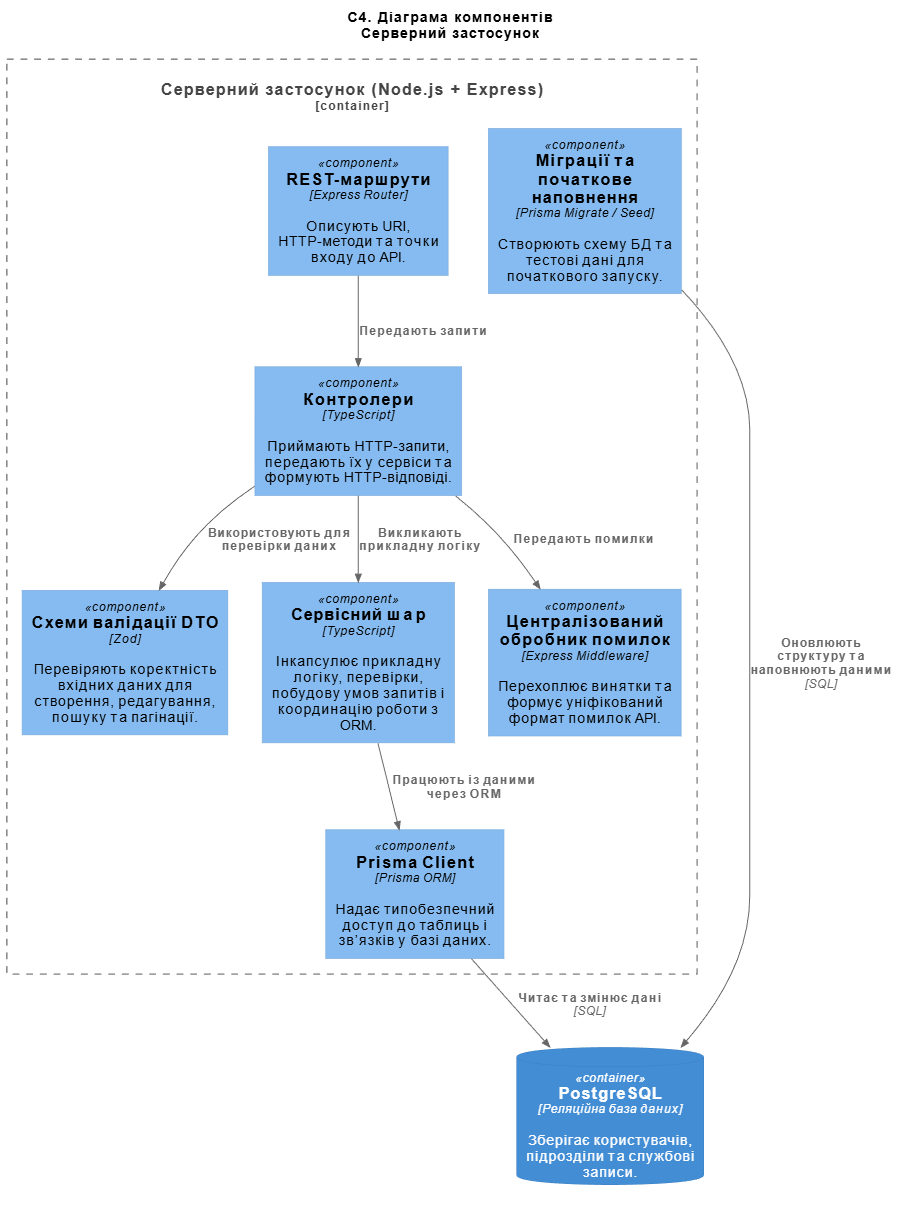 С4. Діаграма компонентів
Серверний застосунок
Серверний застосунок (Node.js + Express)
[container]
«component»
REST-маршрути
[Express Router]
Описують URI,
HTTP-методи та точки
входу до API.
«component»
Міграції та
початкове
наповнення
[Prisma Migrate / Seed]
Створюють схему БД та
тестові дані для
початкового запуску.
Передають запити
«component»
Контролери
[TypeScript]
Приймають HTTP-запити,
передають їх у сервіси та
формують HTTP-відповіді.
Використовують для
перевірки даних
Викликають
прикладну логіку
Передають помилки
«component»
Схеми валідації DTO
[Zod]
Перевіряють коректність
вхідних даних для
створення, редагування,
пошуку та пагінації.
«component»
Сервісний шар
[TypeScript]
Інкапсулює прикладну
логіку, перевірки,
побудову умов запитів і
координацію роботи з
ORM.
«component»
Централізований
обробник помилок
[Express Middleware]
Перехоплює винятки та
формує уніфікований
формат помилок API.
Оновлюють
структуру та
наповнюють даними
[SQL]
Працюють із даними
через ORM
«component»
Prisma Client
[Prisma ORM]
Надає типобезпечний
доступ до таблиць і
зв’язків у базі даних.
Читає та змінює дані
[SQL]
«container»
PostgreSQL
[Реляційна база даних]
Зберігає користувачів,
підрозділи та службові
записи.